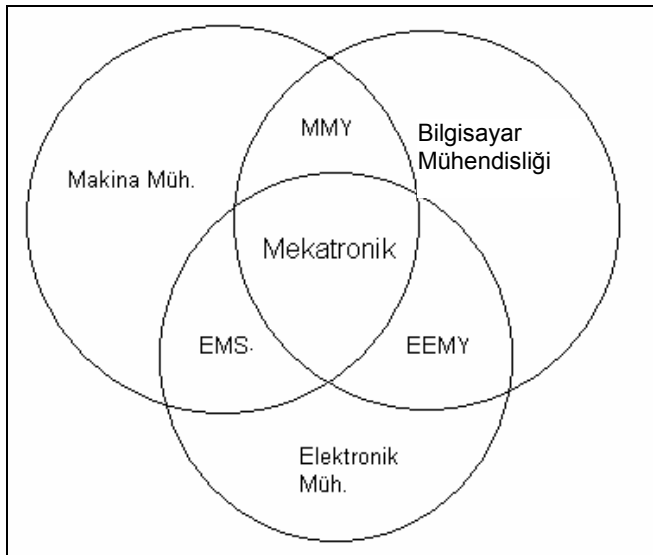 MMY
Bilgisayar
Mühendisliği
Makina Müh.
Mekatronik
EMS.
EEMY
Elektronik
Müh.